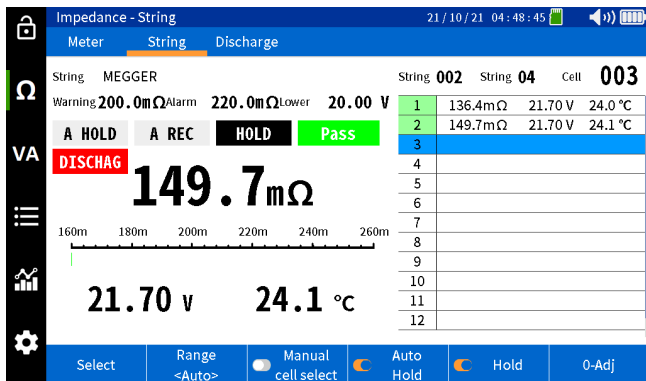 Impedance - String 21/10/21 04:48:45
Meter String Discharge
String MEGGER
Warning 200.0mΩ Alarm 220.0mΩ Lower 20.00 V
A HOLD A REC HOLD Pass
DISCHAG
149.7mΩ
160m 180m 200m 220m 240m 260m
21.70 V 24.1 °C
String 002 String 04 Cell 003
1 136.4mΩ 21.70 V 24.0 °C
2 149.7mΩ 21.70 V 24.1 °C
3
4
5
6
7
8
9
10
11
12
Ω
VA
Select
Range
<Auto>
Manual
cell select
Auto
Hold
Hold
0-Adj